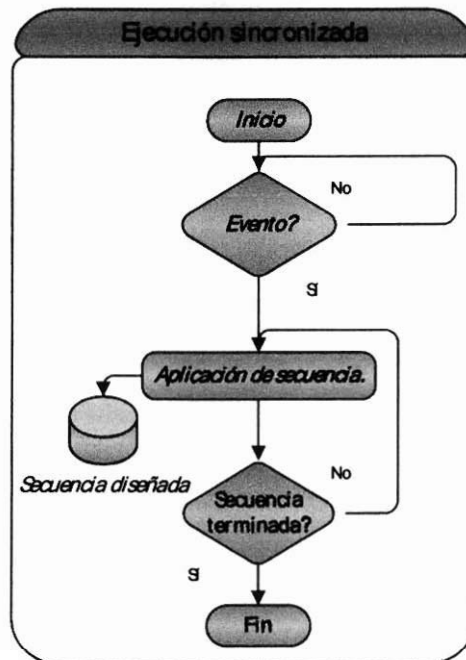 Ejecución sincronizada
Inicio
No
Evento?
Si
Aplicación de secuencia.
Secuencia diseñada
No
Secuencia
terminada?
Si
Fin